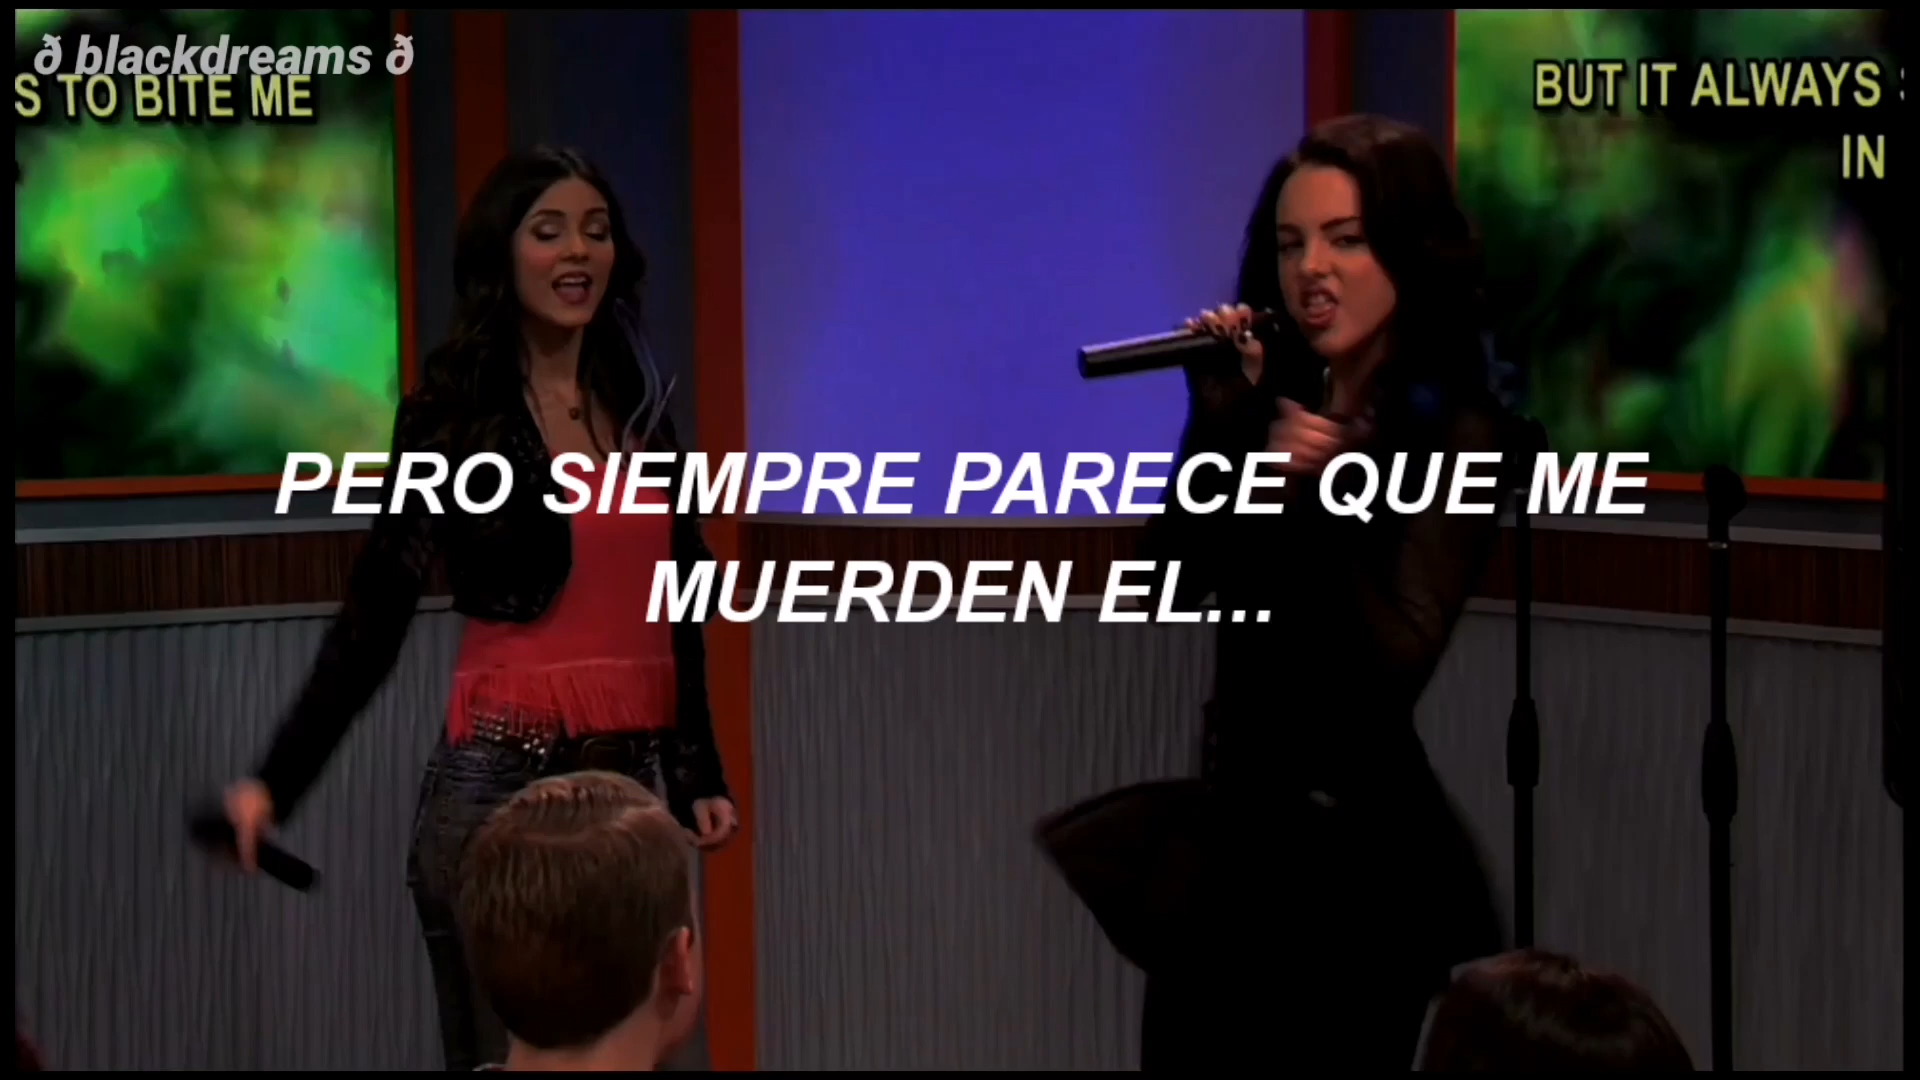 ð blackdreams ð
S TO BITE ME
BUT IT ALWAYS
IN
PERO SIEMPRE PARECE QUE ME
MUERDEN EL...